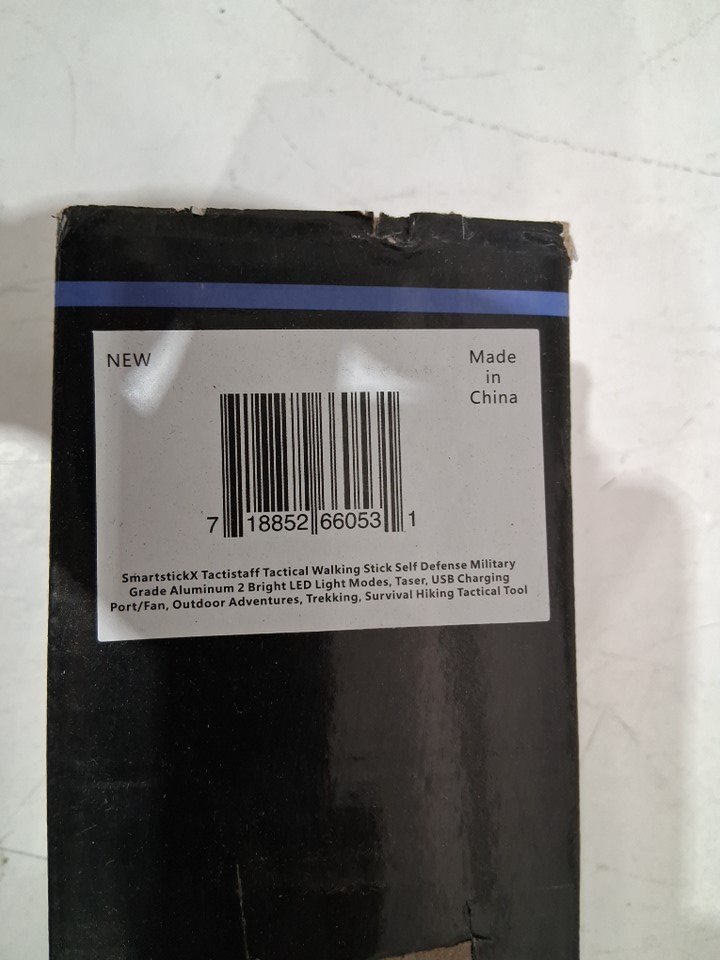 NEW
Made
in
China
7 18852 66053 1
SmartstickX Tactistaff Tactical Walking Stick Self Defense Military
Grade Aluminum 2 Bright LED Light Modes, Taser, USB Charging
Port/Fan, Outdoor Adventures, Trekking, Survival Hiking Tactical Tool